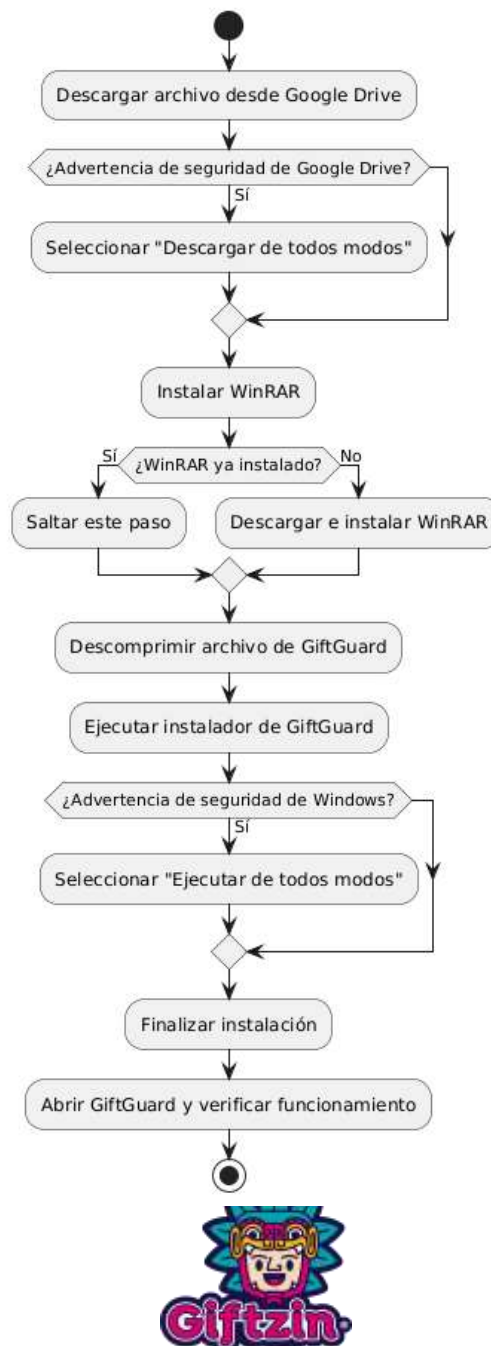 Descargar archivo desde Google Drive
¿Advertencia de seguridad de Google Drive?
Sí
Seleccionar "Descargar de todos modos"
Instalar WinRAR
Sí
¿WinRAR ya instalado?
No
Saltar este paso
Descargar e instalar WinRAR
Descomprimir archivo de GiftGuard
Ejecutar instalador de GiftGuard
¿Advertencia de seguridad de Windows?
Sí
Seleccionar "Ejecutar de todos modos"
Finalizar instalación
Abrir GiftGuard y verificar funcionamiento
Giftzin